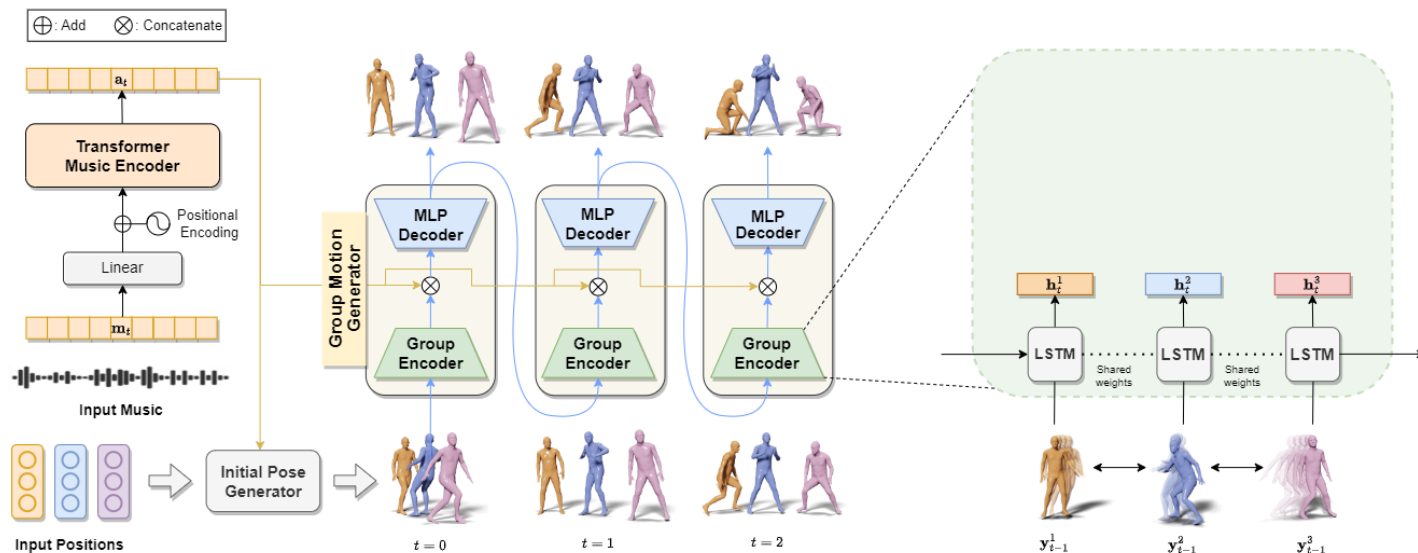 : Add : Concatenate
a_t
Transformer
Music Encoder
Positional
Encoding
Linear
m_t
Input Music
Input Positions
Initial Pose
Generator
Group Motion
Generator
MLP
Decoder
Group
Encoder
MLP
Decoder
Group
Encoder
MLP
Decoder
Group
Encoder
t = 0
t = 1
t = 2
h_t^1
h_t^2
h_t^3
LSTM
LSTM
LSTM
Shared
weights
Shared
weights
y_{t-1}^1
y_{t-1}^2
y_{t-1}^3